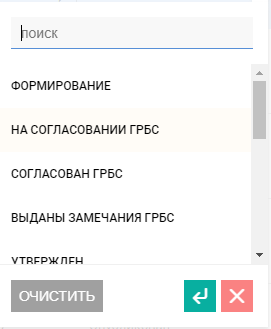 поиск
ФОРМИРОВАНИЕ
НА СОГЛАСОВАНИИ ГРБС
СОГЛАСОВАН ГРБС
ВЫДАНЫ ЗАМЕЧАНИЯ ГРБС
УТВЕРЖДЕН
ОЧИСТИТЬ